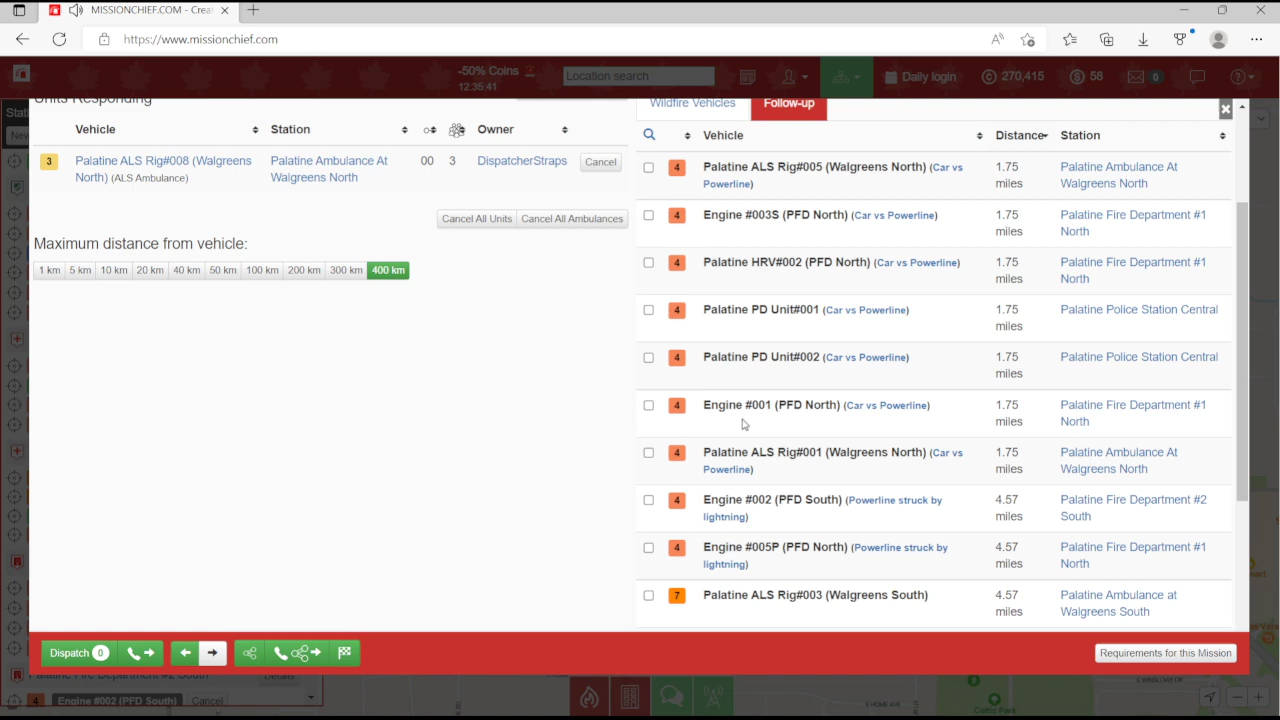 MISSIONCHIEF.COM - Crea
https://www.missionchief.com
-50% Coins
12:35:41
Location search
Daily login
270,415
58
0
Units Responding
Vehicle Station Owner
3 Palatine ALS Rig#008 (Walgreens North) (ALS Ambulance) Palatine Ambulance At Walgreens North 00 3 DispatcherStraps Cancel
Cancel All Units Cancel All Ambulances
Maximum distance from vehicle:
1 km 5 km 10 km 20 km 40 km 50 km 100 km 200 km 300 km 400 km
Wildfire Vehicles Follow-up
Vehicle Distance Station
4 Palatine ALS Rig#005 (Walgreens North) (Car vs Powerline) 1.75 miles Palatine Ambulance At Walgreens North
4 Engine #003S (PFD North) (Car vs Powerline) 1.75 miles Palatine Fire Department #1 North
4 Palatine HRV#002 (PFD North) (Car vs Powerline) 1.75 miles Palatine Fire Department #1 North
4 Palatine PD Unit#001 (Car vs Powerline) 1.75 miles Palatine Police Station Central
4 Palatine PD Unit#002 (Car vs Powerline) 1.75 miles Palatine Police Station Central
4 Engine #001 (PFD North) (Car vs Powerline) 1.75 miles Palatine Fire Department #1 North
4 Palatine ALS Rig#001 (Walgreens North) (Car vs Powerline) 1.75 miles Palatine Ambulance At Walgreens North
4 Engine #002 (PFD South) (Powerline struck by lightning) 4.57 miles Palatine Fire Department #2 South
4 Engine #005P (PFD North) (Powerline struck by lightning) 4.57 miles Palatine Fire Department #1 North
7 Palatine ALS Rig#003 (Walgreens South) 4.57 miles Palatine Ambulance at Walgreens South
Dispatch 0
Requirements for this Mission
Palatine Fire Department #2 South Details
4 Engine #002 (PFD South) Cancel
E HOME AVE
Celtic Park